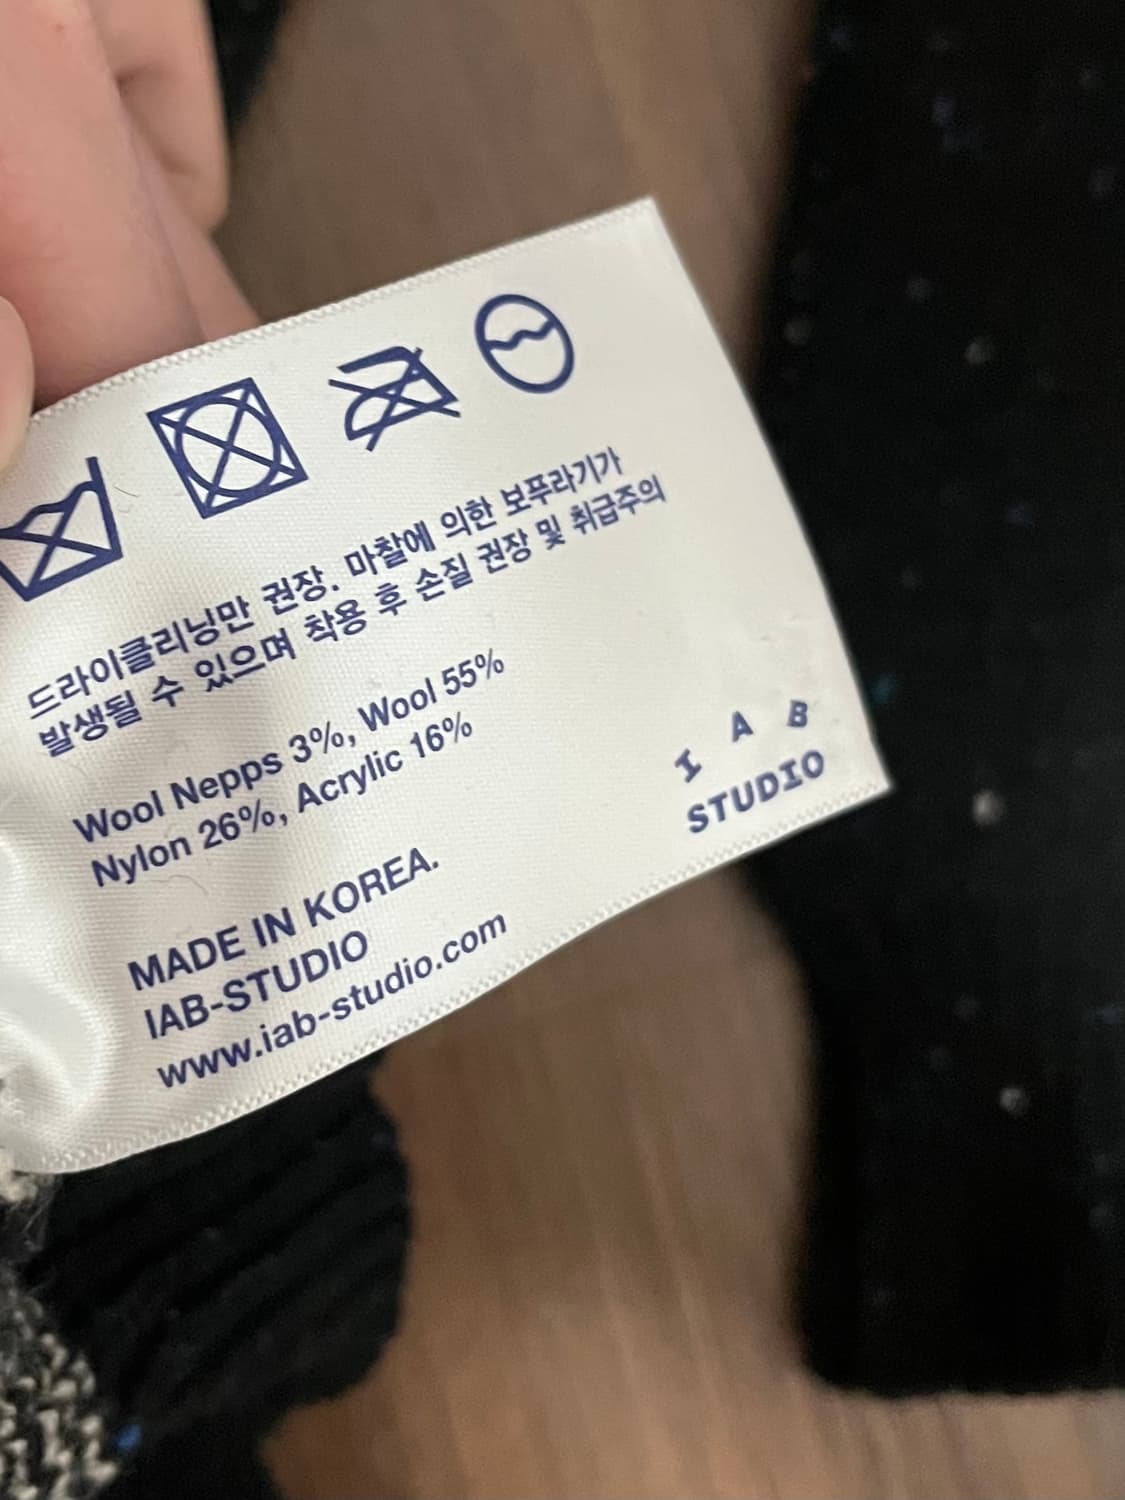 드라이클리닝만 권장. 마찰에 의한 보푸라기가
발생될 수 있으며 착용 후 손질 권장 및 취급주의
Wool Nepps 3%, Wool 55%
Nylon 26%, Acrylic 16%
MADE IN KOREA.
IAB-STUDIO
www.iab-studio.com
I A B
STUDIO